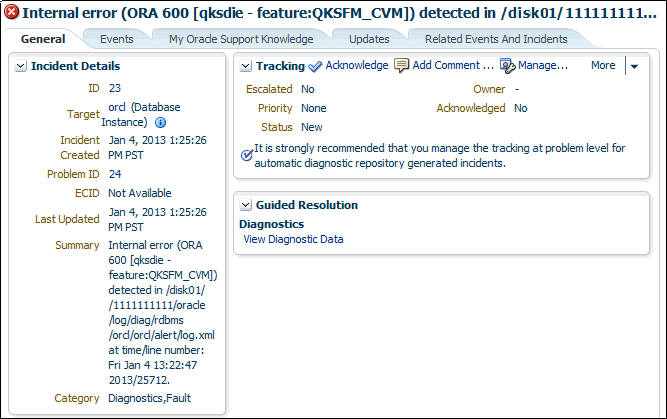 Internal error (ORA 600 [qksdie - feature:QKSFM_CVM]) detected in /disk01/111111111...
General Events My Oracle Support Knowledge Updates Related Events And Incidents
Incident Details
ID 23
Target orcl (Database
Instance)
Incident Jan 4, 2013 1:25:26
Created PM PST
Problem ID 24
ECID Not Available
Last Updated Jan 4, 2013 1:25:26
PM PST
Summary Internal error (ORA
600 [qksdie -
feature:QKSFM_CVM])
detected in /disk01/
/1111111111/oracle
/log/diag/rdbms
/orcl/orcl/alert/log.xml
at time/line number:
Fri Jan 4 13:22:47
2013/25712.
Category Diagnostics,Fault
Tracking Acknowledge Add Comment ... Manage... More
Escalated No Owner -
Priority None Acknowledged No
Status New
It is strongly recommended that you manage the tracking at problem level for
automatic diagnostic repository generated incidents.
Guided Resolution
Diagnostics
View Diagnostic Data